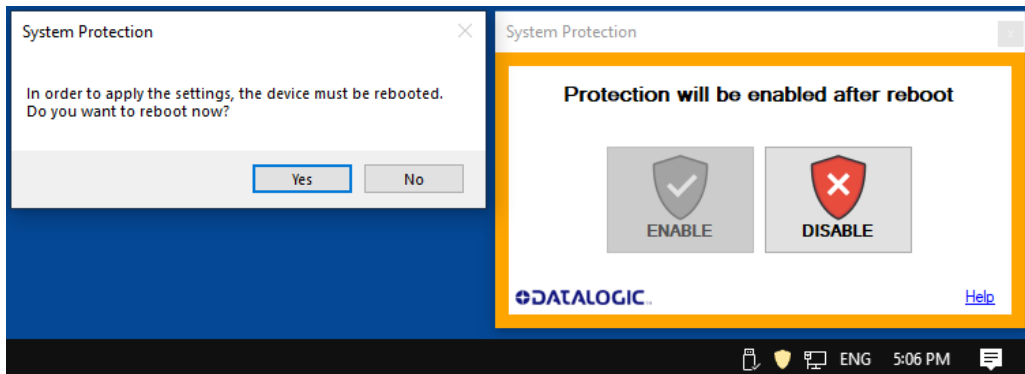 System Protection
In order to apply the settings, the device must be rebooted.
Do you want to reboot now?
Yes
No
System Protection
x
Protection will be enabled after reboot
ENABLE
DISABLE
DATALOGIC
Help
ENG
5:06 PM